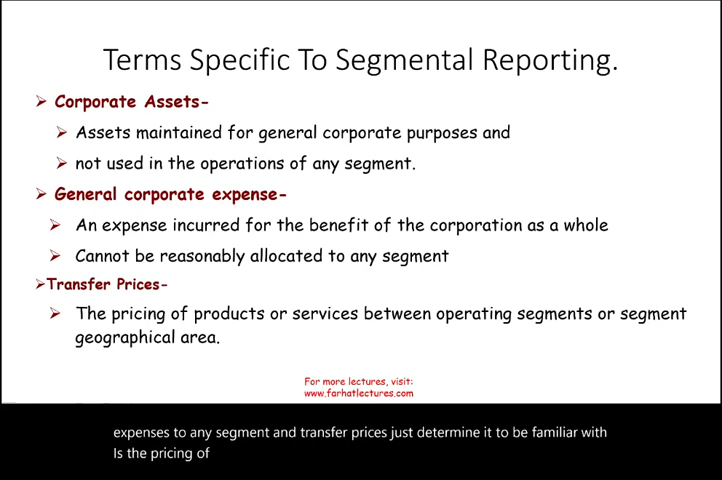 Terms Specific To Segmental Reporting.
Corporate Assets-
Assets maintained for general corporate purposes and
not used in the operations of any segment.
General corporate expense-
An expense incurred for the benefit of the corporation as a whole
Cannot be reasonably allocated to any segment
Transfer Prices-
The pricing of products or services between operating segments or segment
geographical area.
For more lectures, visit:
www.farhatlectures.com
expenses to any segment and transfer prices just determine it to be familiar with
Is the pricing of